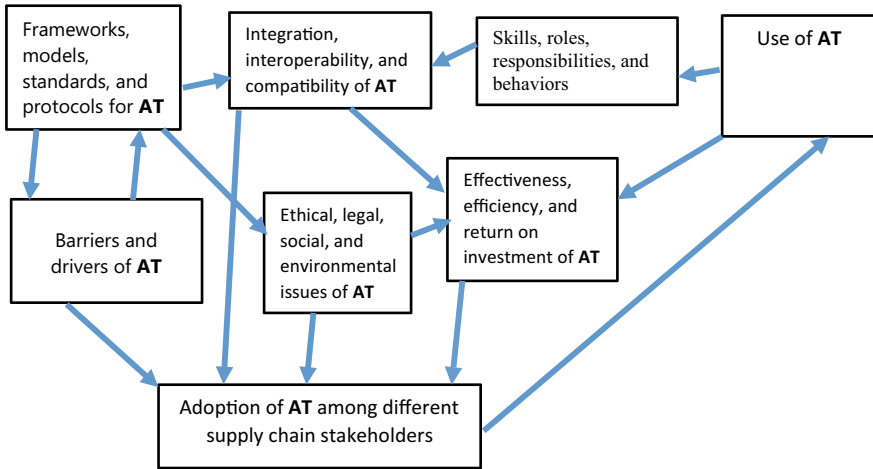 Frameworks,
models,
standards, and
protocols for AT
Integration,
interoperability, and
compatibility of AT
Skills, roles,
responsibilities, and
behaviors
Use of AT
Barriers and
drivers of AT
Ethical, legal,
social, and
environmental
issues of AT
Effectiveness,
efficiency, and
return on
investment of AT
Adoption of AT among different
supply chain stakeholders